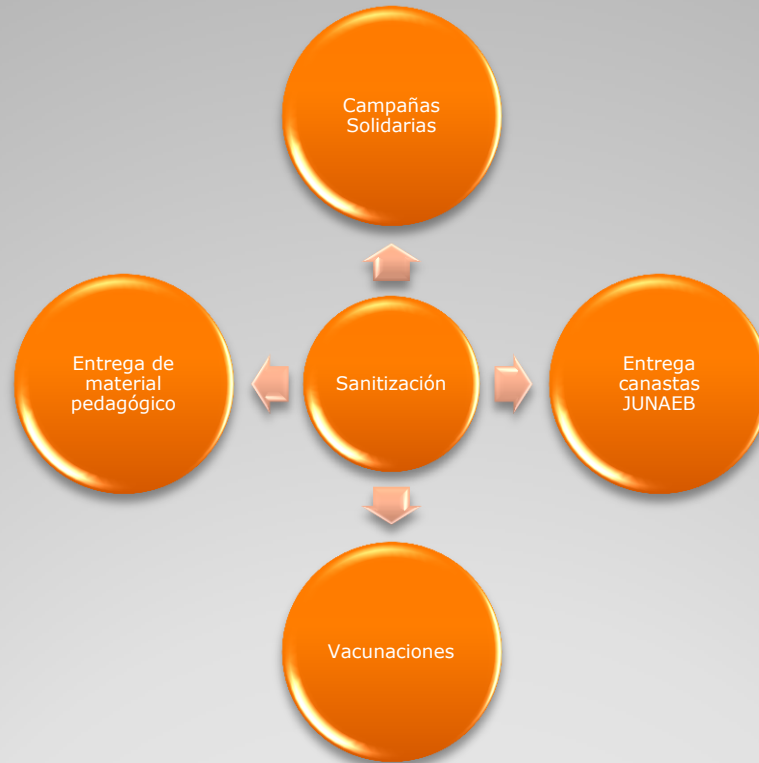 Campañas
Solidarias
Entrega de
material
pedagógico
Sanitización
Entrega
canastas
JUNAEB
Vacunaciones